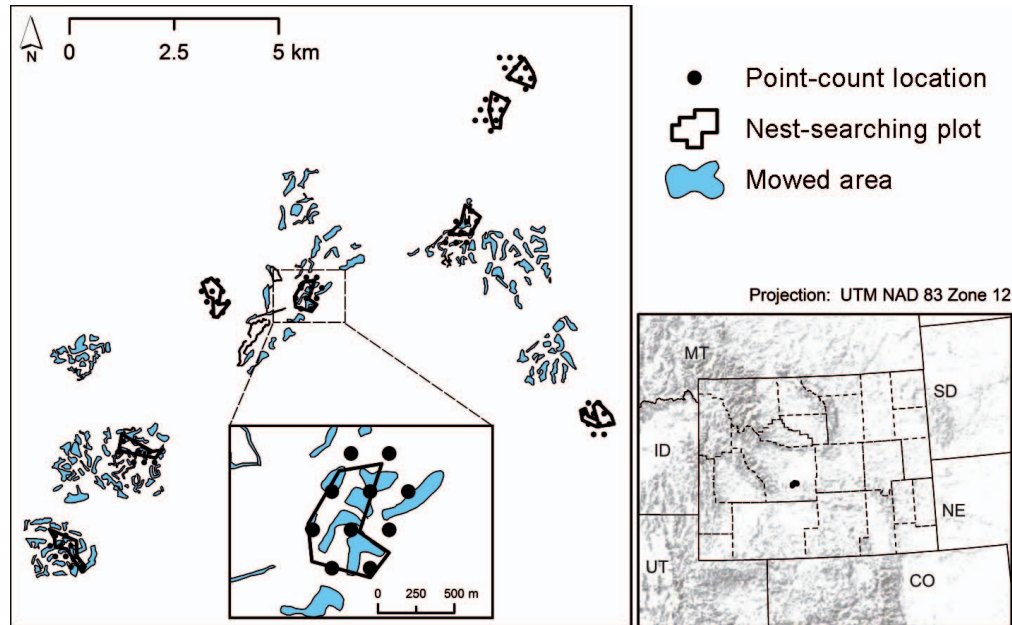 N
0 2.5 5 km
Point-count location
Nest-searching plot
Mowed area
Projection: UTM NAD 83 Zone 12
MT
SD
ID
NE
UT
CO
0 250 500 m